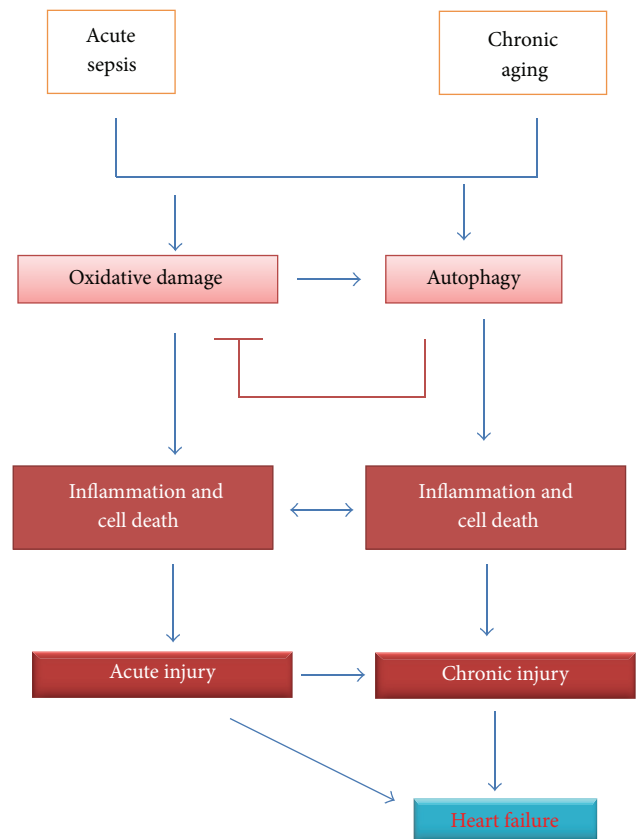 Acute
sepsis
Chronic
aging
Oxidative damage
Autophagy
Inflammation and
cell death
Inflammation and
cell death
Acute injury
Chronic injury
Heart failure